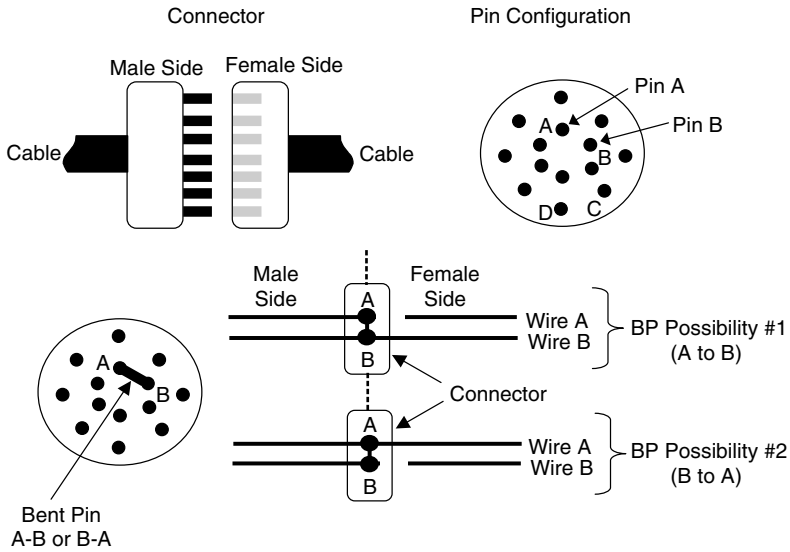 Connector
Pin Configuration
Male Side
Female Side
Cable
Cable
Pin A
Pin B
A
B
C
D
Male
Side
Female
Side
A
B
Wire A
Wire B
BP Possibility #1
(A to B)
Connector
A
B
Wire A
Wire B
BP Possibility #2
(B to A)
A
B
Bent Pin
A-B or B-A